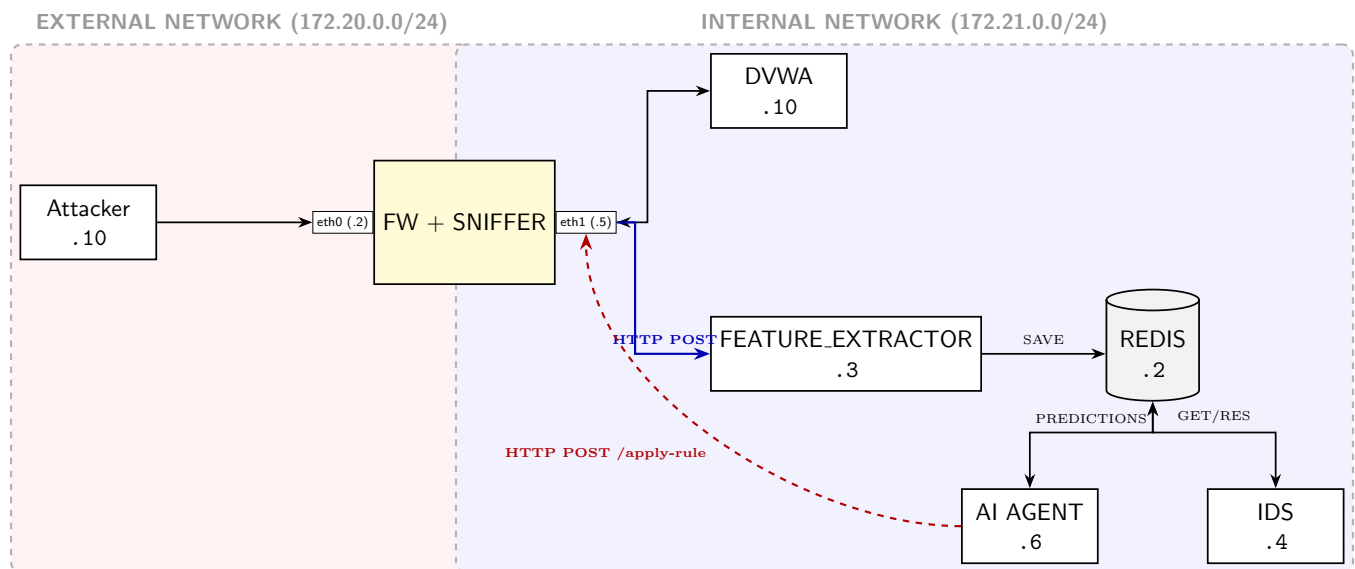 EXTERNAL NETWORK (172.20.0.0/24)
INTERNAL NETWORK (172.21.0.0/24)
DVWA
.10
Attacker
.10
eth0 (.2)
FW + SNIFFER
eth1 (.5)
HTTP POST
FEATURE_EXTRACTOR
.3
SAVE
REDIS
.2
PREDICTIONS
GET/RES
HTTP POST /apply-rule
AI AGENT
.6
IDS
.4